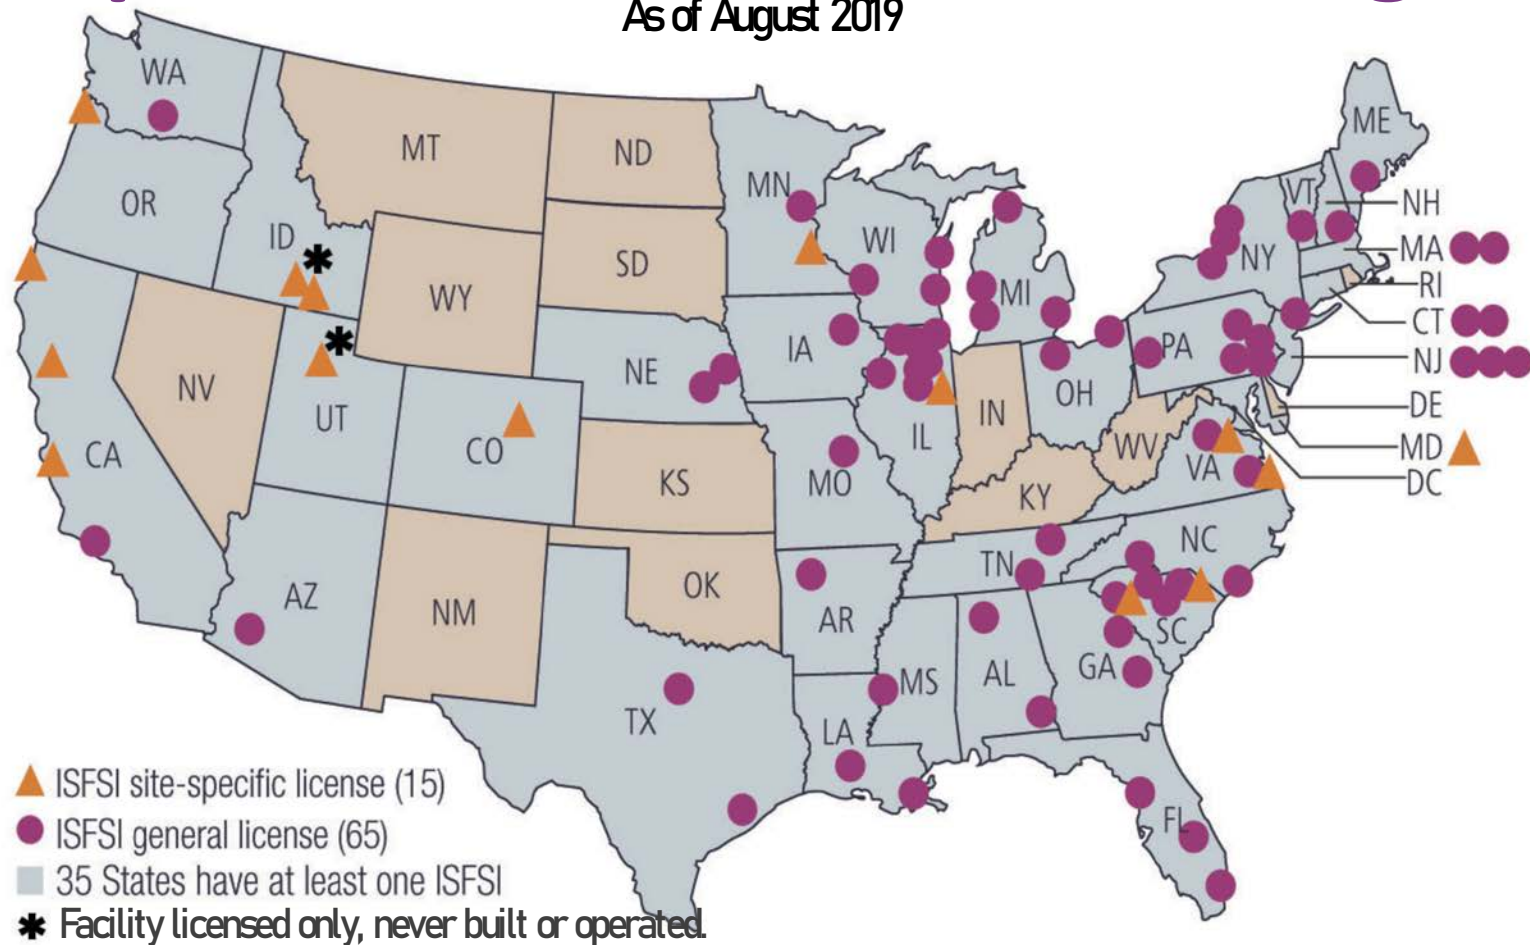 As of August 2019
WA
MT
ND
MN
ME
OR
ID
*
SD
WI
VT
NH
NY
MA
WY
MI
RI
CT
*
IA
PA
NJ
NV
UT
NE
OH
IN
DE
CO
IL
WV
MD
CA
KS
MO
VA
DC
KY
NC
TN
AZ
NM
OK
AR
SC
MS
AL
GA
TX
LA
FL
ISFSI site-specific license (15)
ISFSI general license (65)
35 States have at least one ISFSI
* Facility licensed only, never built or operated.